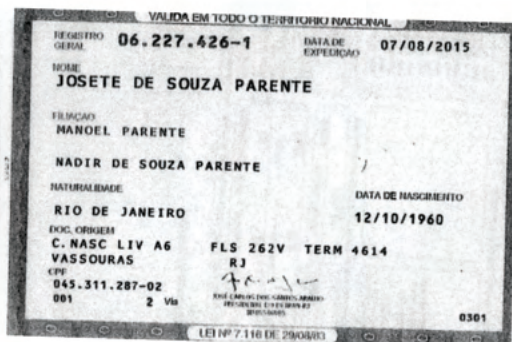 VALIDA EM TODO O TERRITORIO NACIONAL
REGISTRO GERAL 06.227.426-1 DATA DE EXPEDIÇÃO 07/08/2015
NOME
JOSETE DE SOUZA PARENTE
FILIAÇÃO
MANOEL PARENTE
NADIR DE SOUZA PARENTE
NATURALIDADE DATA DE NASCIMENTO
RIO DE JANEIRO 12/10/1960
DOC. ORIGEM
C.NASC LIV A6 FLS 262V TERM 4614
VASSOURAS RJ
CPF
045.311.287-02
001 2 Via
0301
LEI Nº 7.116 DE 29/08/83